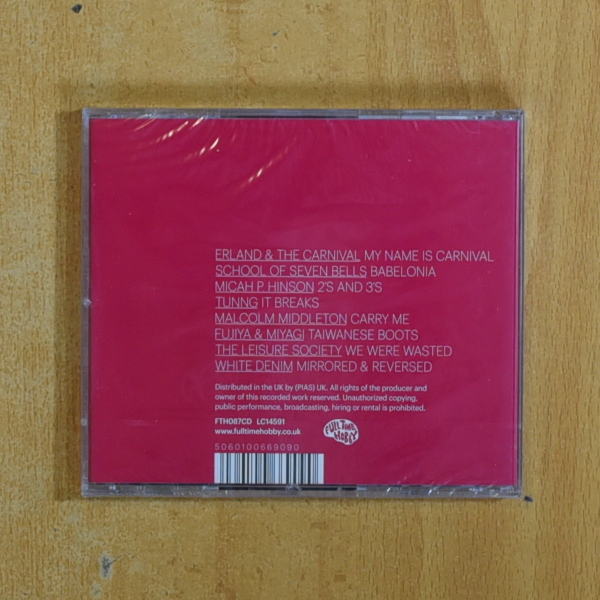 ERLAND & THE CARNIVAL MY NAME IS CARNIVAL
SCHOOL OF SEVEN BELLS BABELONIA
MICAH P HINSON 2'S AND 3'S
TUNNG IT BREAKS
MALCOLM MIDDLETON CARRY ME
FUJIYA & MIYAGI TAIWANESE BOOTS
THE LEISURE SOCIETY WE WERE WASTED
WHITE DENIM MIRRORED & REVERSED
Distributed in the UK by (PIAS) UK. All rights of the producer and
owner of this recorded work reserved. Unauthorized copying,
public performance, broadcasting, hiring or rental is prohibited.
FTH087CD LC14591
www.fulltimehobby.co.uk
FULL TIME
HOBBY
5060100669090